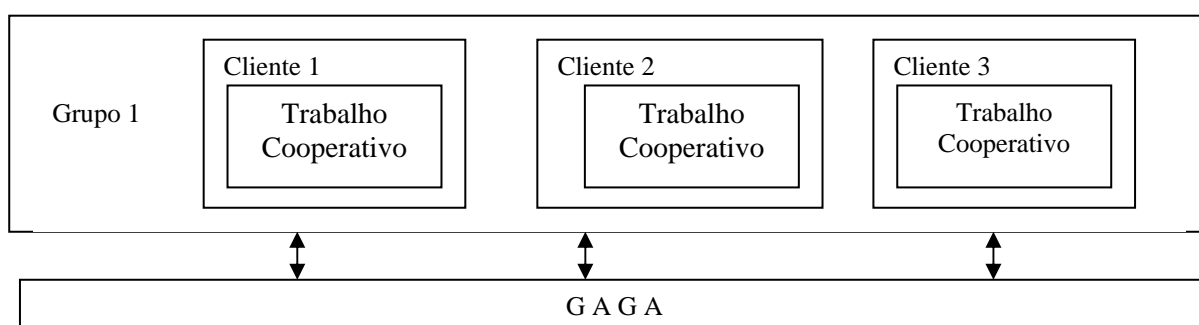 Grupo 1
Cliente 1
Trabalho
Cooperativo
Cliente 2
Trabalho
Cooperativo
Cliente 3
Trabalho
Cooperativo
G A G A